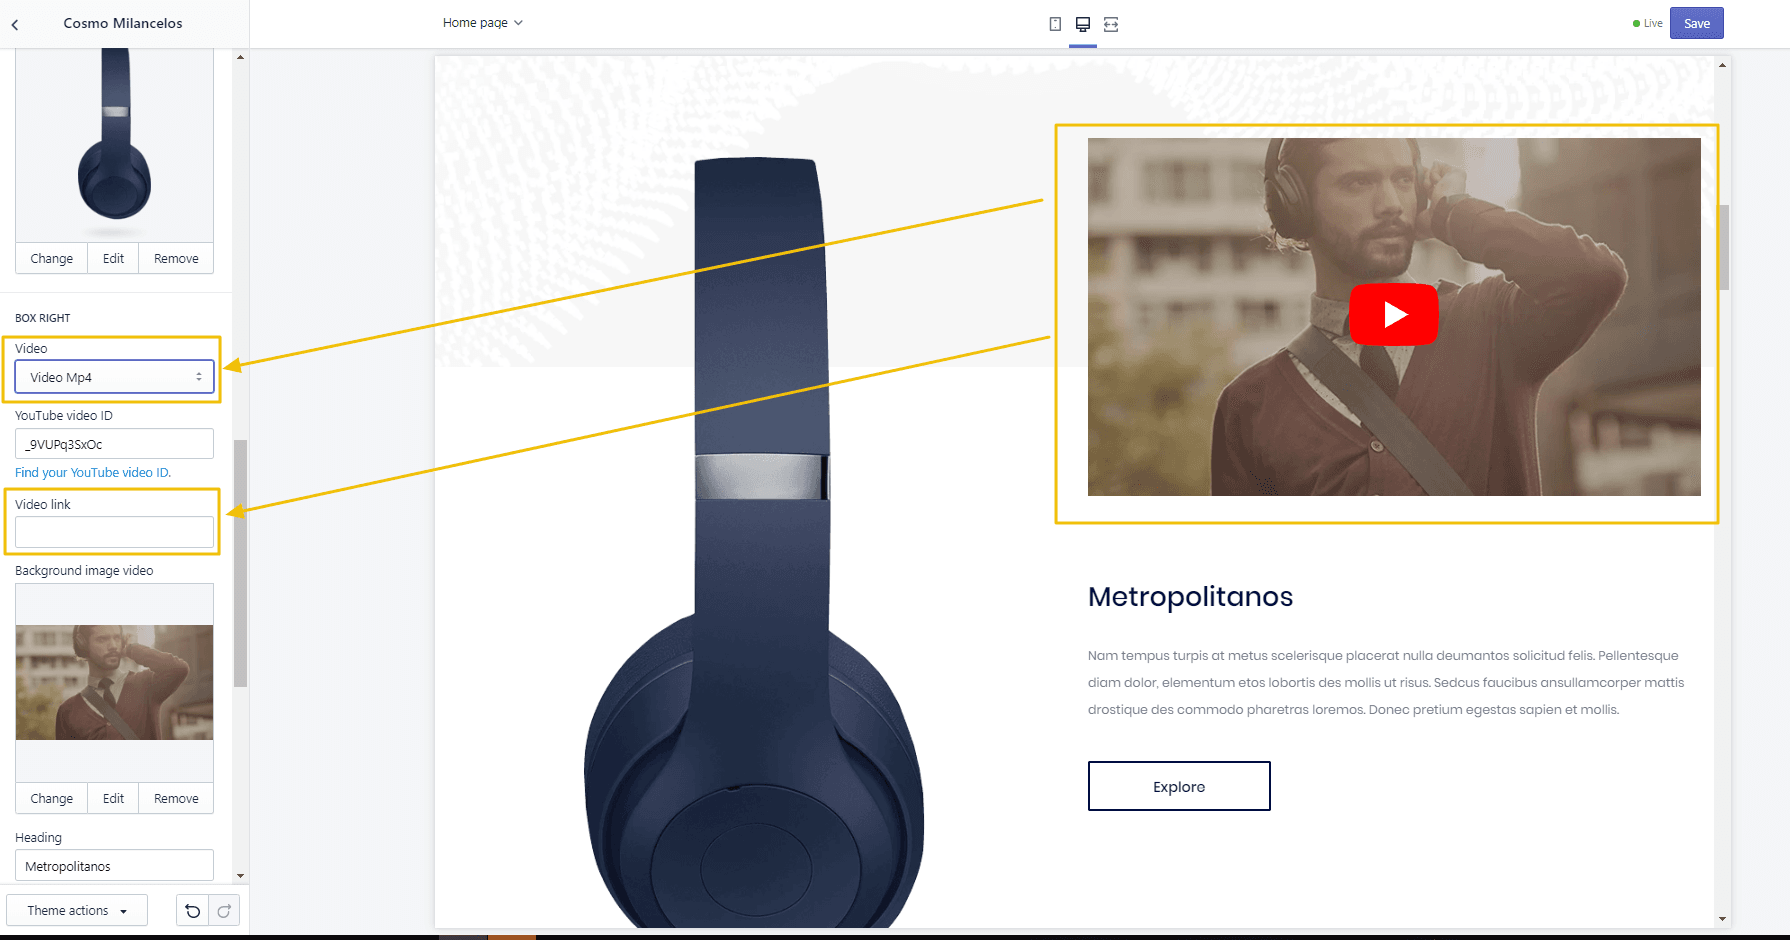 Cosmo Milancelos
Home page
Live
Save
Change
Edit
Remove
BOX RIGHT
Video
Video Mp4
YouTube video ID
_9VUPq3SxOc
Find your YouTube video ID.
Video link
Background image video
Change
Edit
Remove
Heading
Metropolitanos
Theme actions
Metropolitanos
Nam tempus turpis at metus scelerisque placerat nulla deumantos solicitud felis. Pellentesque
diam dolor, elementum etos lobortis des mollis ut risus. Sedcus faucibus ansullamcorper mattis
drostique des commodo pharetras loremos. Donec pretium egestas sapien et mollis.
Explore